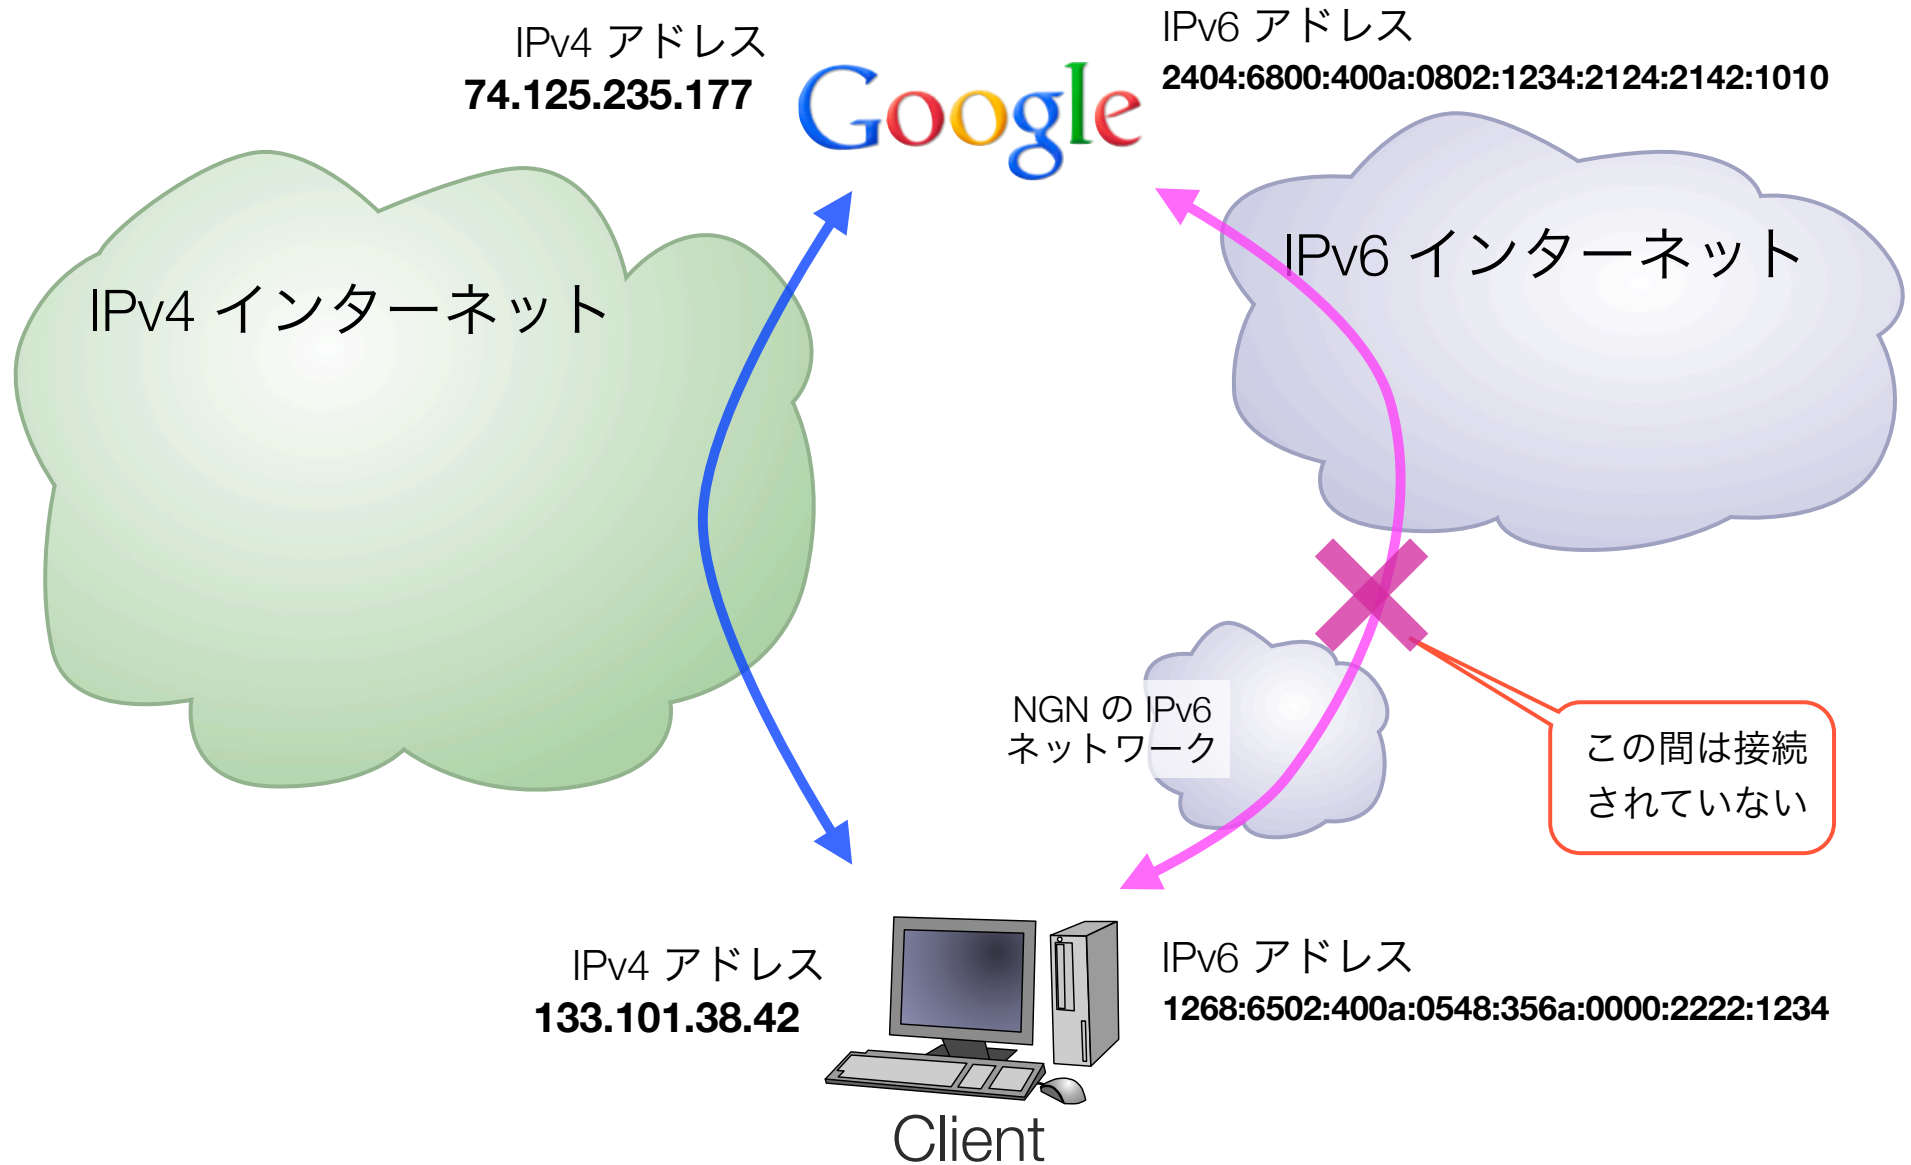 IPv4 アドレス
74.125.235.177
Google
IPv6 アドレス
2404:6800:400a:0802:1234:2124:2142:1010
IPv4 インターネット
IPv6 インターネット
NGN の IPv6
ネットワーク
この間は接続
されていない
IPv4 アドレス
133.101.38.42
IPv6 アドレス
1268:6502:400a:0548:356a:0000:2222:1234
Client